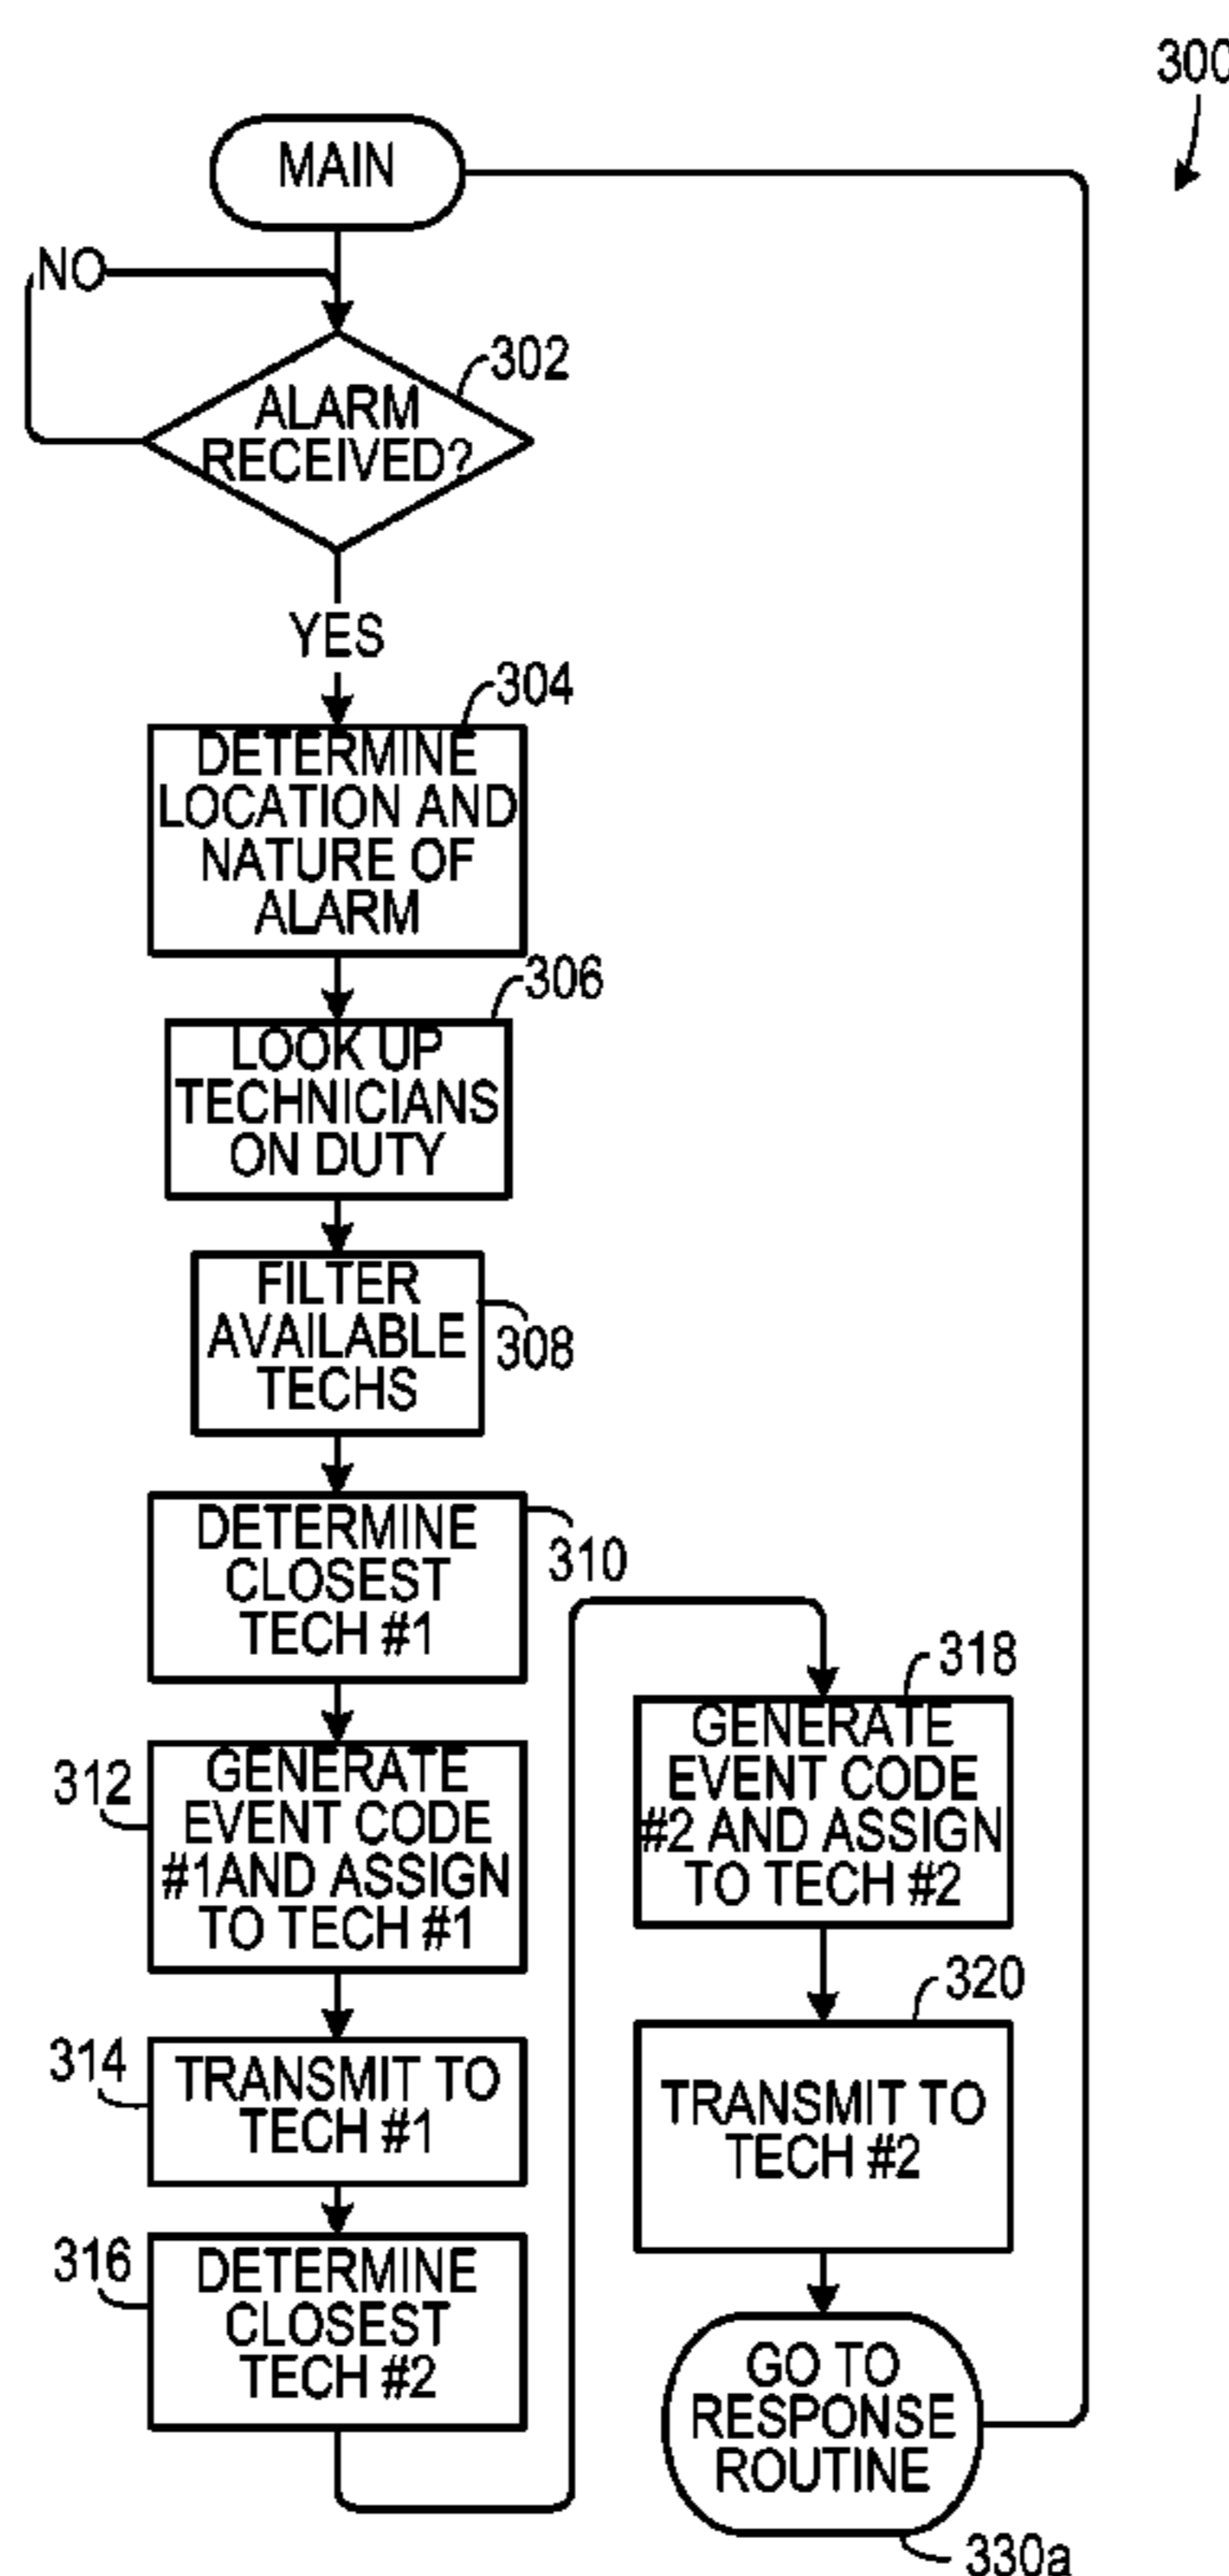 300
MAIN
NO
302
ALARM
RECEIVED?
YES
304
DETERMINE
LOCATION AND
NATURE OF
ALARM
306
LOOK UP
TECHNICIANS
ON DUTY
FILTER
AVAILABLE
TECHS
308
DETERMINE
CLOSEST
TECH #1
310
312
GENERATE
EVENT CODE
#1AND ASSIGN
TO TECH #1
314
TRANSMIT TO
TECH #1
316
DETERMINE
CLOSEST
TECH #2
318
GENERATE
EVENT CODE
#2 AND ASSIGN
TO TECH #2
320
TRANSMIT TO
TECH #2
GO TO
RESPONSE
ROUTINE
330a